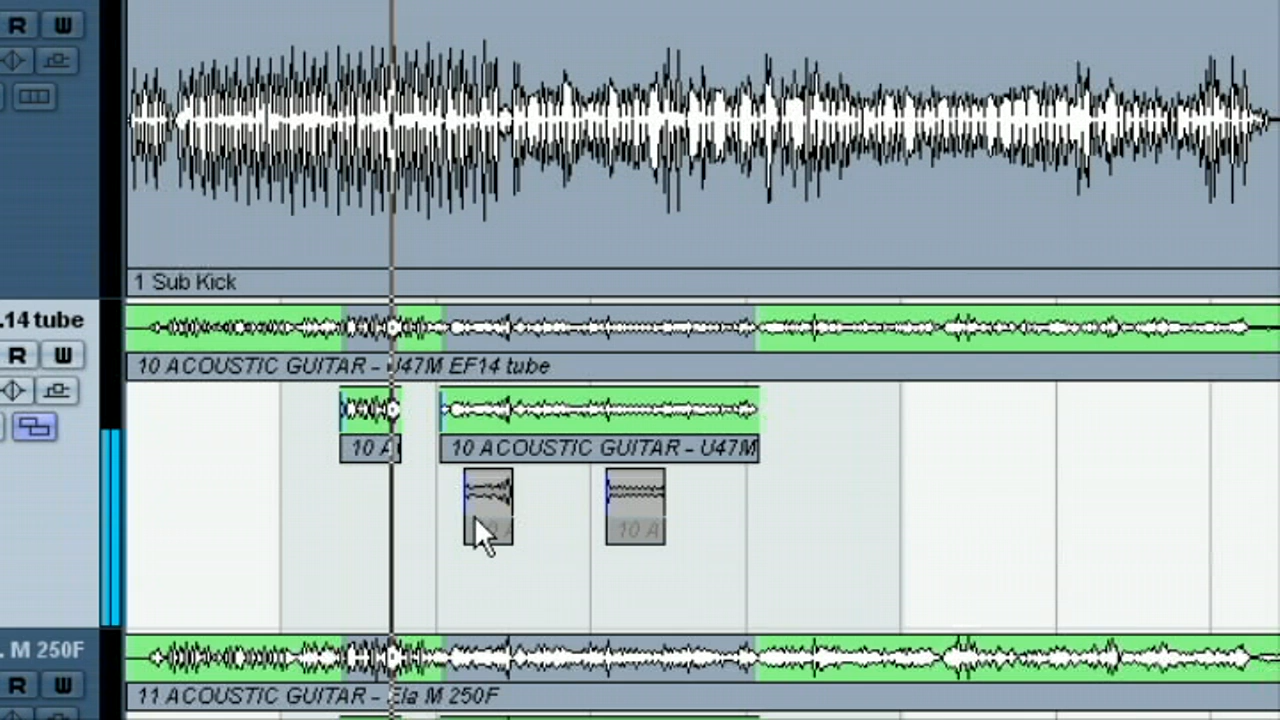 R W
1 Sub Kick
.14 tube
R W
10 ACOUSTIC GUITAR - U47M EF14 tube
10 A
10 ACOUSTIC GUITAR - U47M
10 A
. M 250F
R W
11 ACOUSTIC GUITAR - Ela M 250F